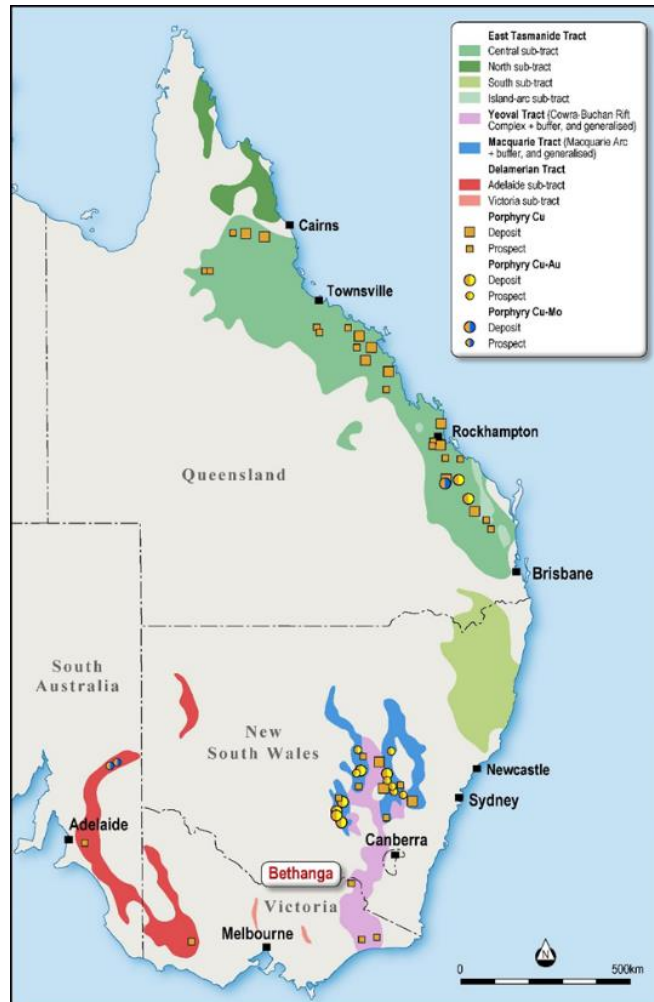 East Tasmanide Tract
Central sub-tract
North sub-tract
South sub-tract
Island-arc sub-tract
Yeoval Tract (Cowra-Buchan Rift
Complex + buffer, and generalised)
Macquarie Tract (Macquarie Arc
+ buffer, and generalised)
Delamerian Tract
Adelaide sub-tract
Victoria sub-tract
Porphyry Cu
Deposit
Prospect
Porphyry Cu-Au
Deposit
Prospect
Porphyry Cu-Mo
Deposit
Prospect
Cairns
Townsville
Rockhampton
Queensland
Brisbane
South
Australia
New
South Wales
Newcastle
Sydney
Adelaide
Canberra
Bethanga
Victoria
Melbourne
N
0
500km